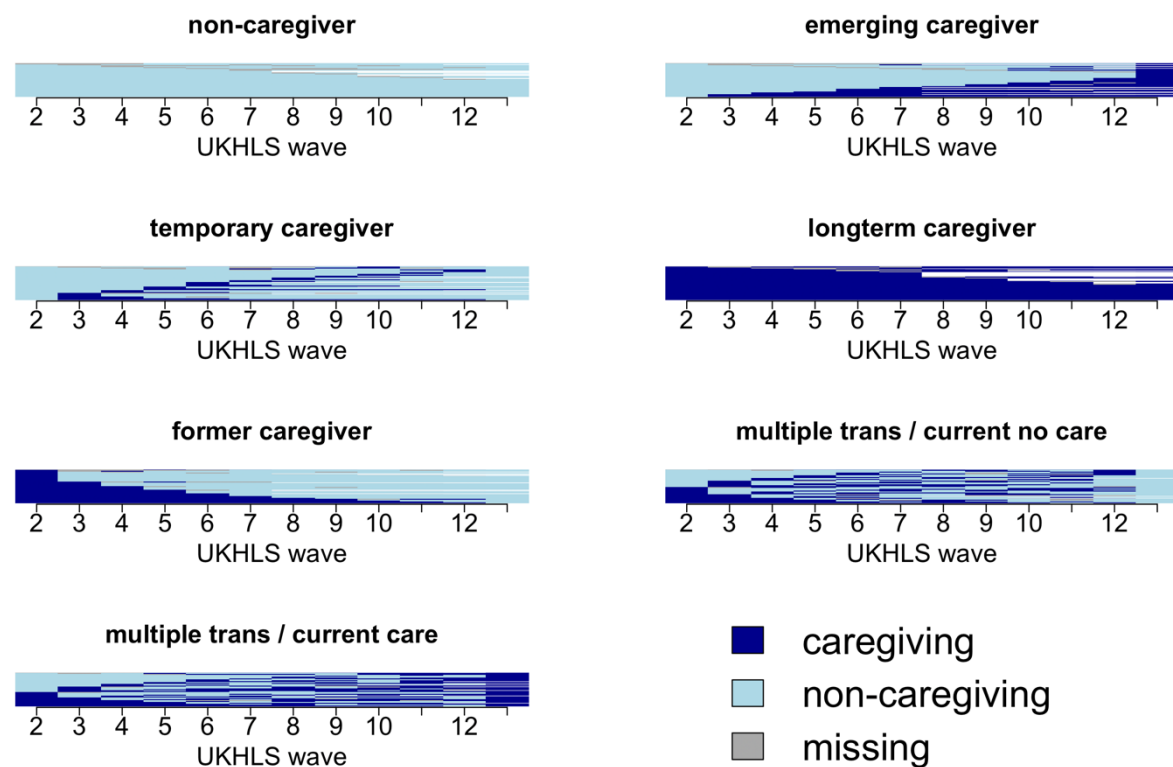 non-caregiver
2 3 4 5 6 7 8 9 10 12
UKHLS wave
emerging caregiver
2 3 4 5 6 7 8 9 10 12
UKHLS wave
temporary caregiver
2 3 4 5 6 7 8 9 10 12
UKHLS wave
longterm caregiver
2 3 4 5 6 7 8 9 10 12
UKHLS wave
former caregiver
2 3 4 5 6 7 8 9 10 12
UKHLS wave
multiple trans / current no care
2 3 4 5 6 7 8 9 10 12
UKHLS wave
multiple trans / current care
2 3 4 5 6 7 8 9 10 12
UKHLS wave
caregiving
non-caregiving
missing